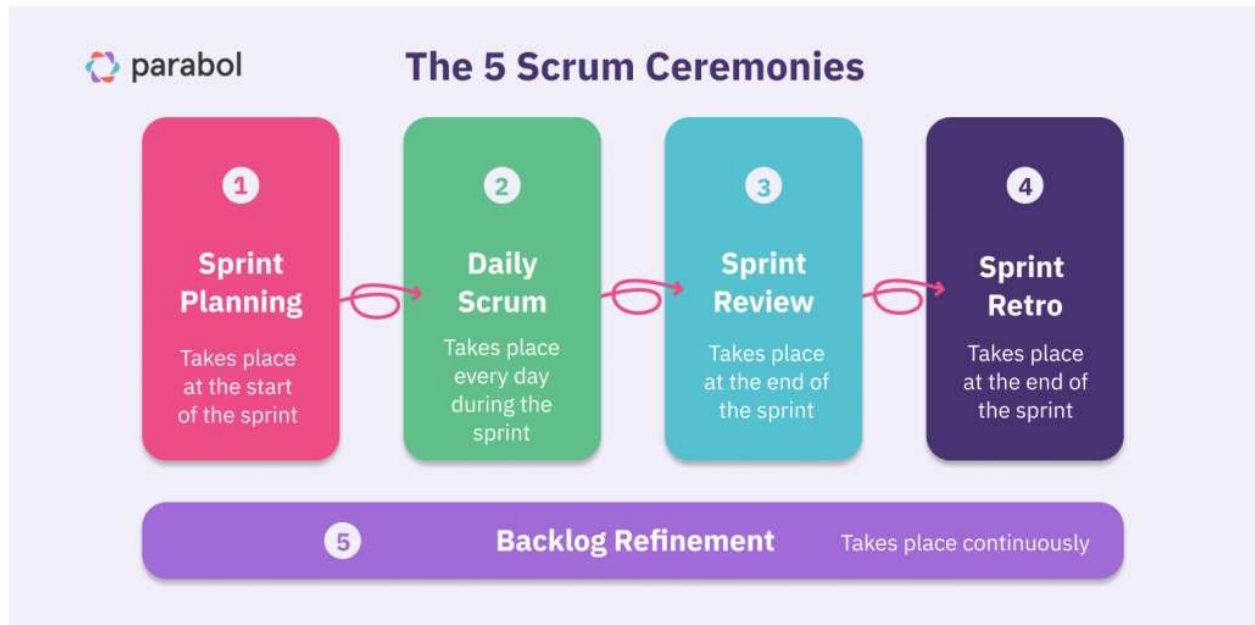 parabol
The 5 Scrum Ceremonies
1
Sprint
Planning
Takes place
at the start
of the sprint
2
Daily
Scrum
Takes place
every day
during the
sprint
3
Sprint
Review
Takes place
at the end of
the sprint
4
Sprint
Retro
Takes place
at the end of
the sprint
5 Backlog Refinement Takes place continuously